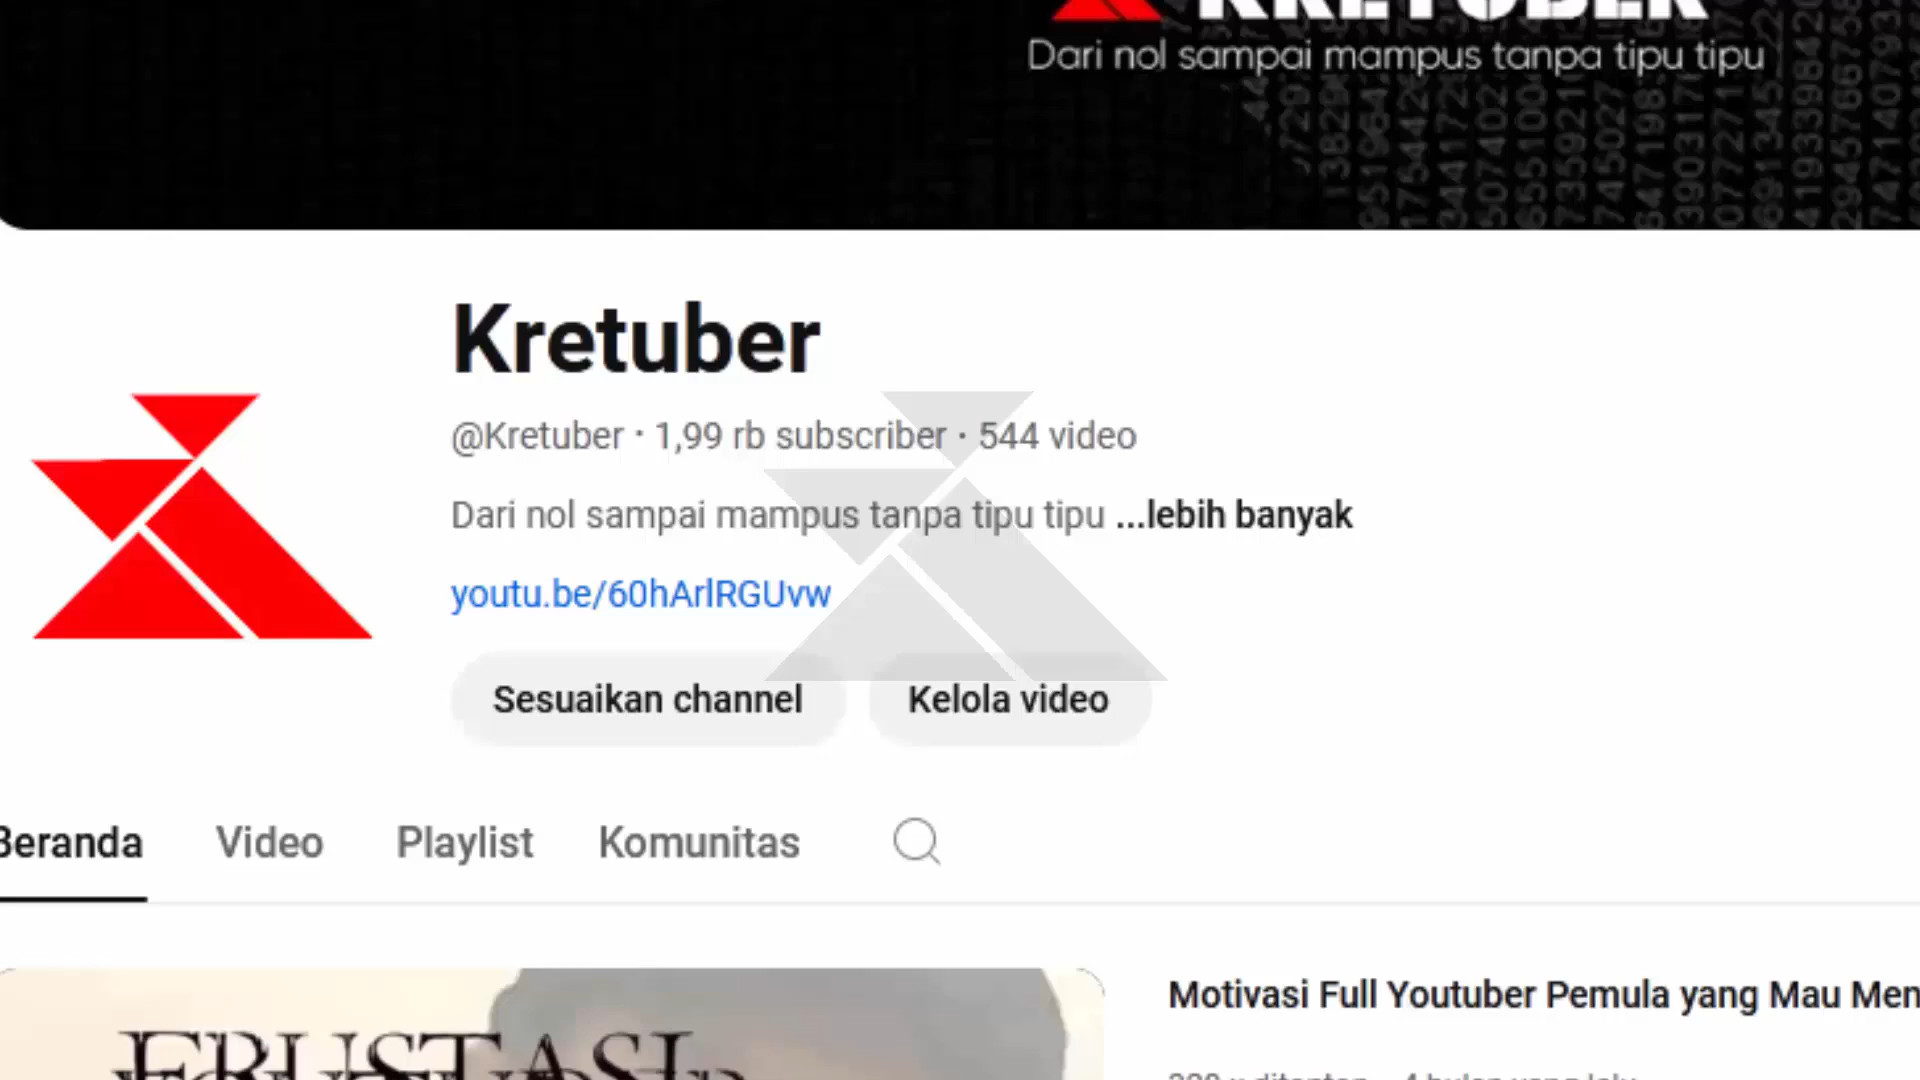 KRETUBER
Dari nol sampai mampus tanpa tipu tipu
Kretuber
@Kretuber · 1,99 rb subscriber · 544 video
Dari nol sampai mampus tanpa tipu tipu ...lebih banyak
youtu.be/60hArlRGUvw
Sesuaikan channel
Kelola video
Beranda
Video
Playlist
Komunitas
Motivasi Full Youtuber Pemula yang Mau Men
FRUSTASI